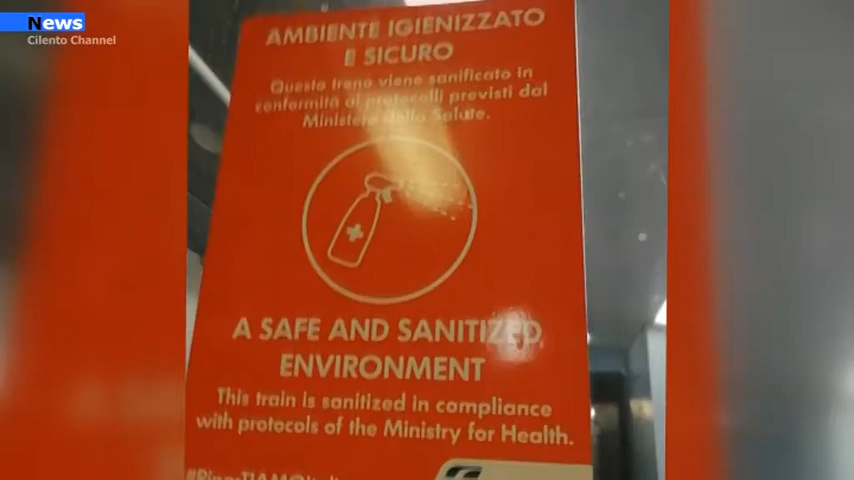 News
Cilento Channel
AMBIENTE IGIENIZZATO
E SICURO
Questo treno viene sanificato in
conformità ai protocolli previsti dal
Ministero della Salute.
A SAFE AND SANITIZED
ENVIRONMENT
This train is sanitized in compliance
with protocols of the Ministry for Health.